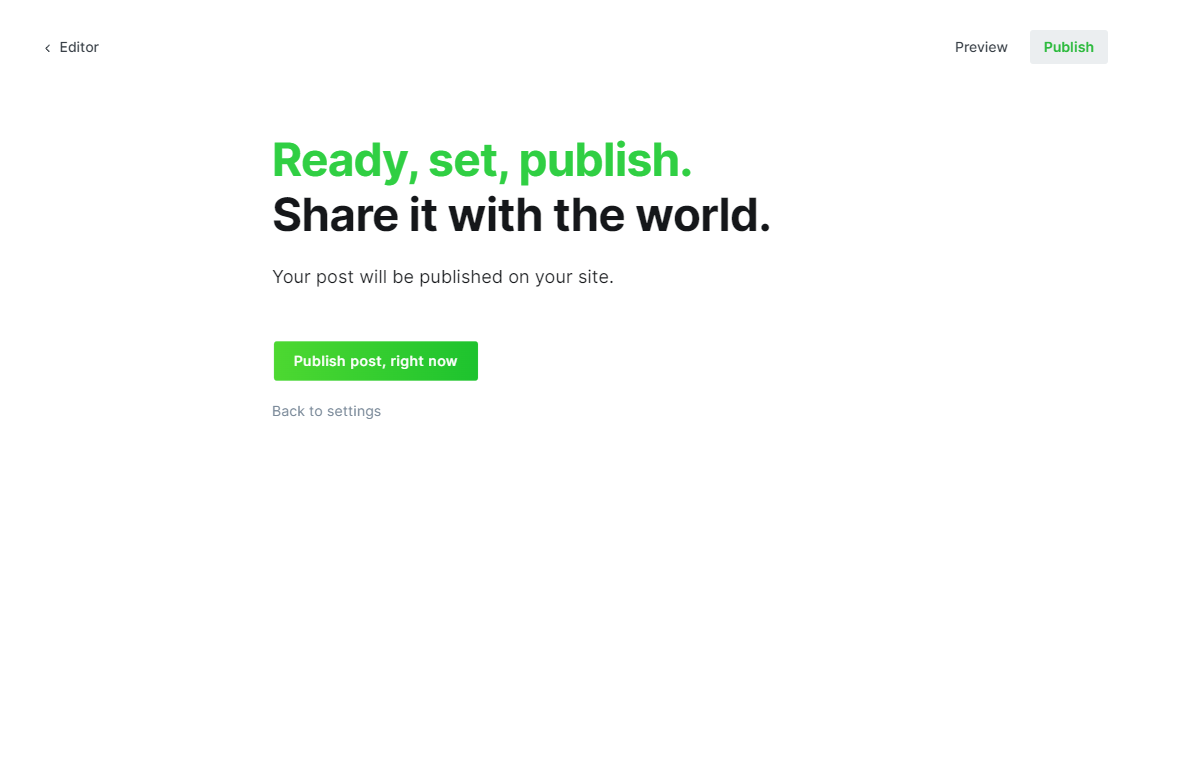 Editor
Preview
Publish
Ready, set, publish.
Share it with the world.
Your post will be published on your site.
Publish post, right now
Back to settings